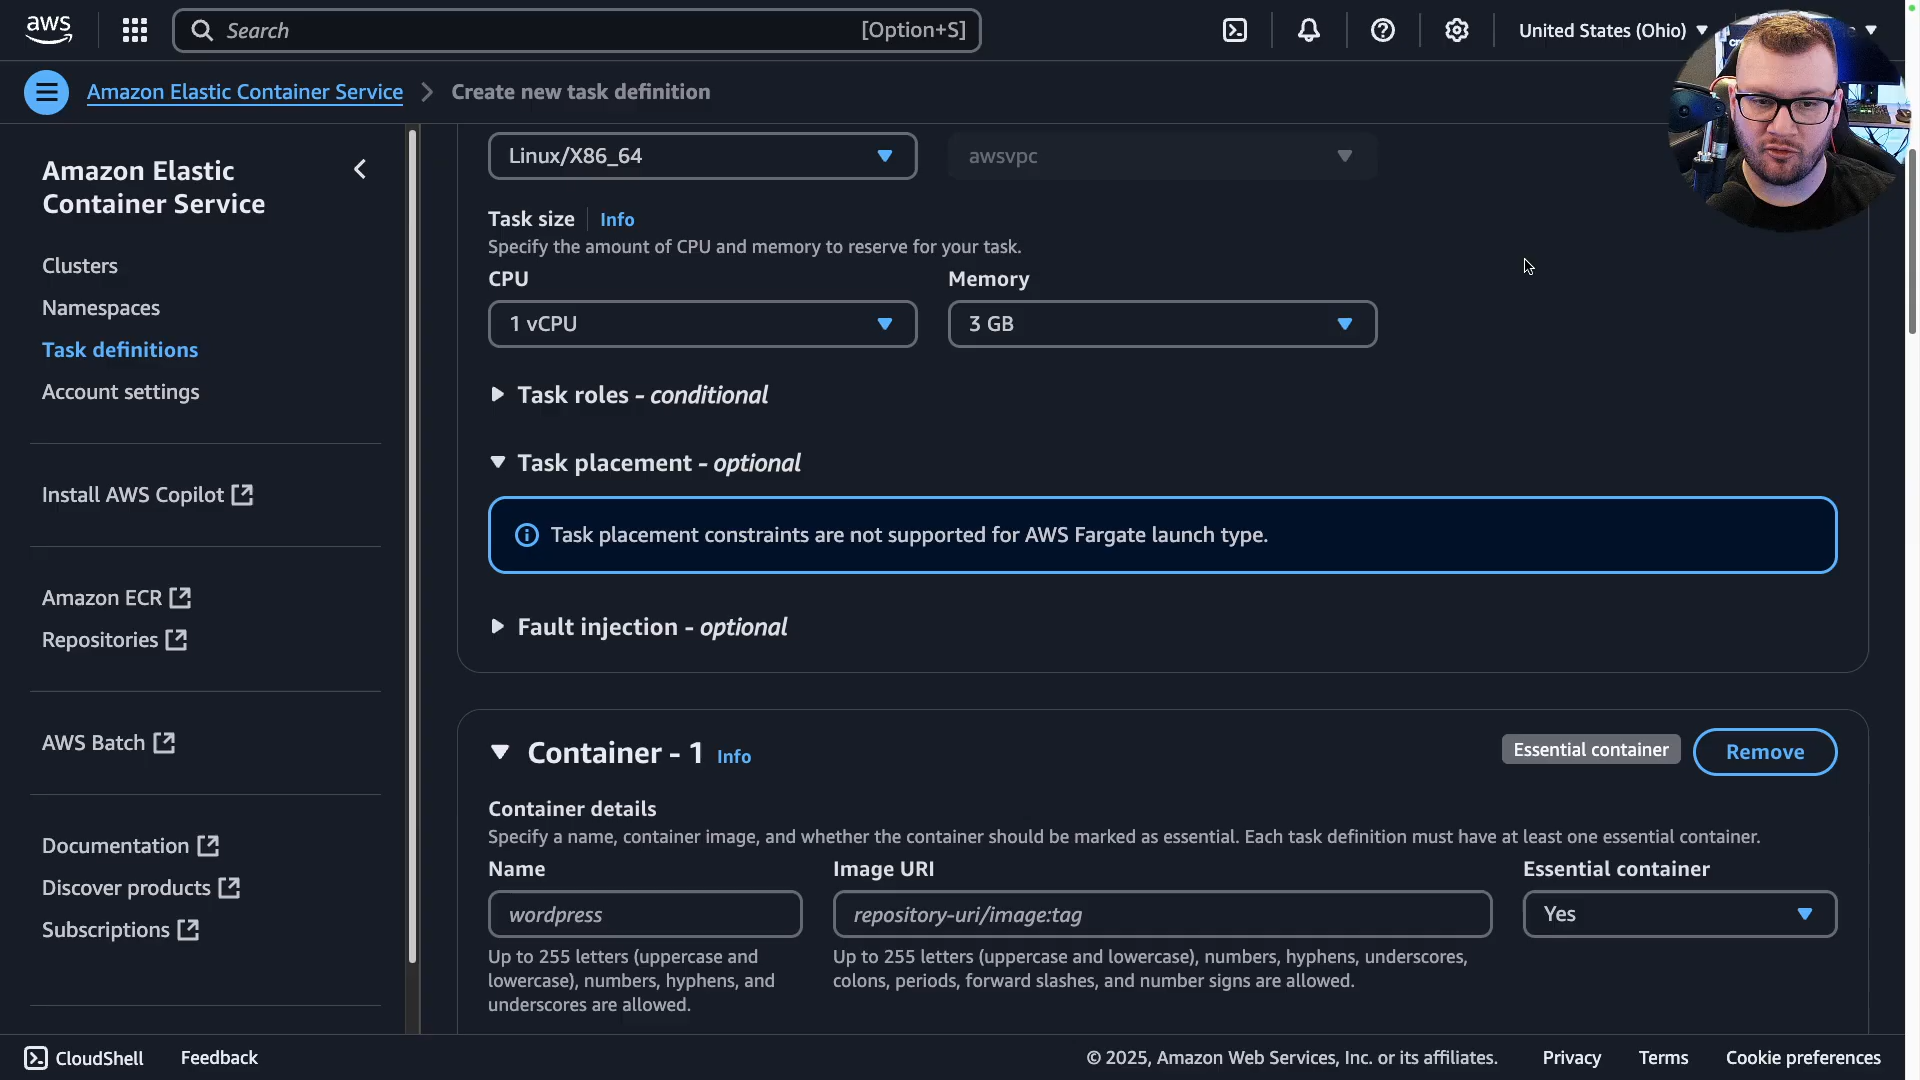 aws
Search
[Option+S]
United States (Ohio)
Amazon Elastic Container Service
Create new task definition
Amazon Elastic
Container Service
Clusters
Namespaces
Task definitions
Account settings
Install AWS Copilot
Amazon ECR
Repositories
AWS Batch
Documentation
Discover products
Subscriptions
Linux/X86_64
awsvpc
Task size
Info
Specify the amount of CPU and memory to reserve for your task.
CPU
Memory
1 vCPU
3 GB
Task roles - conditional
Task placement - optional
Task placement constraints are not supported for AWS Fargate launch type.
Fault injection - optional
Container - 1
Info
Essential container
Remove
Container details
Specify a name, container image, and whether the container should be marked as essential. Each task definition must have at least one essential container.
Name
Image URI
Essential container
wordpress
repository-uri/image:tag
Yes
Up to 255 letters (uppercase and
lowercase), numbers, hyphens, and
underscores are allowed.
Up to 255 letters (uppercase and lowercase), numbers, hyphens, underscores,
colons, periods, forward slashes, and number signs are allowed.
CloudShell
Feedback
© 2025, Amazon Web Services, Inc. or its affiliates.
Privacy
Terms
Cookie preferences